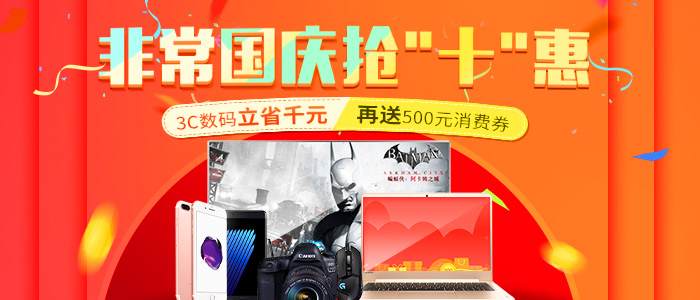 非常国庆抢"十"惠
3C数码立省千元 再送500元消费券
BATMAN
ARKHAM CITY
蝙蝠侠:阿卡姆之城
Canon